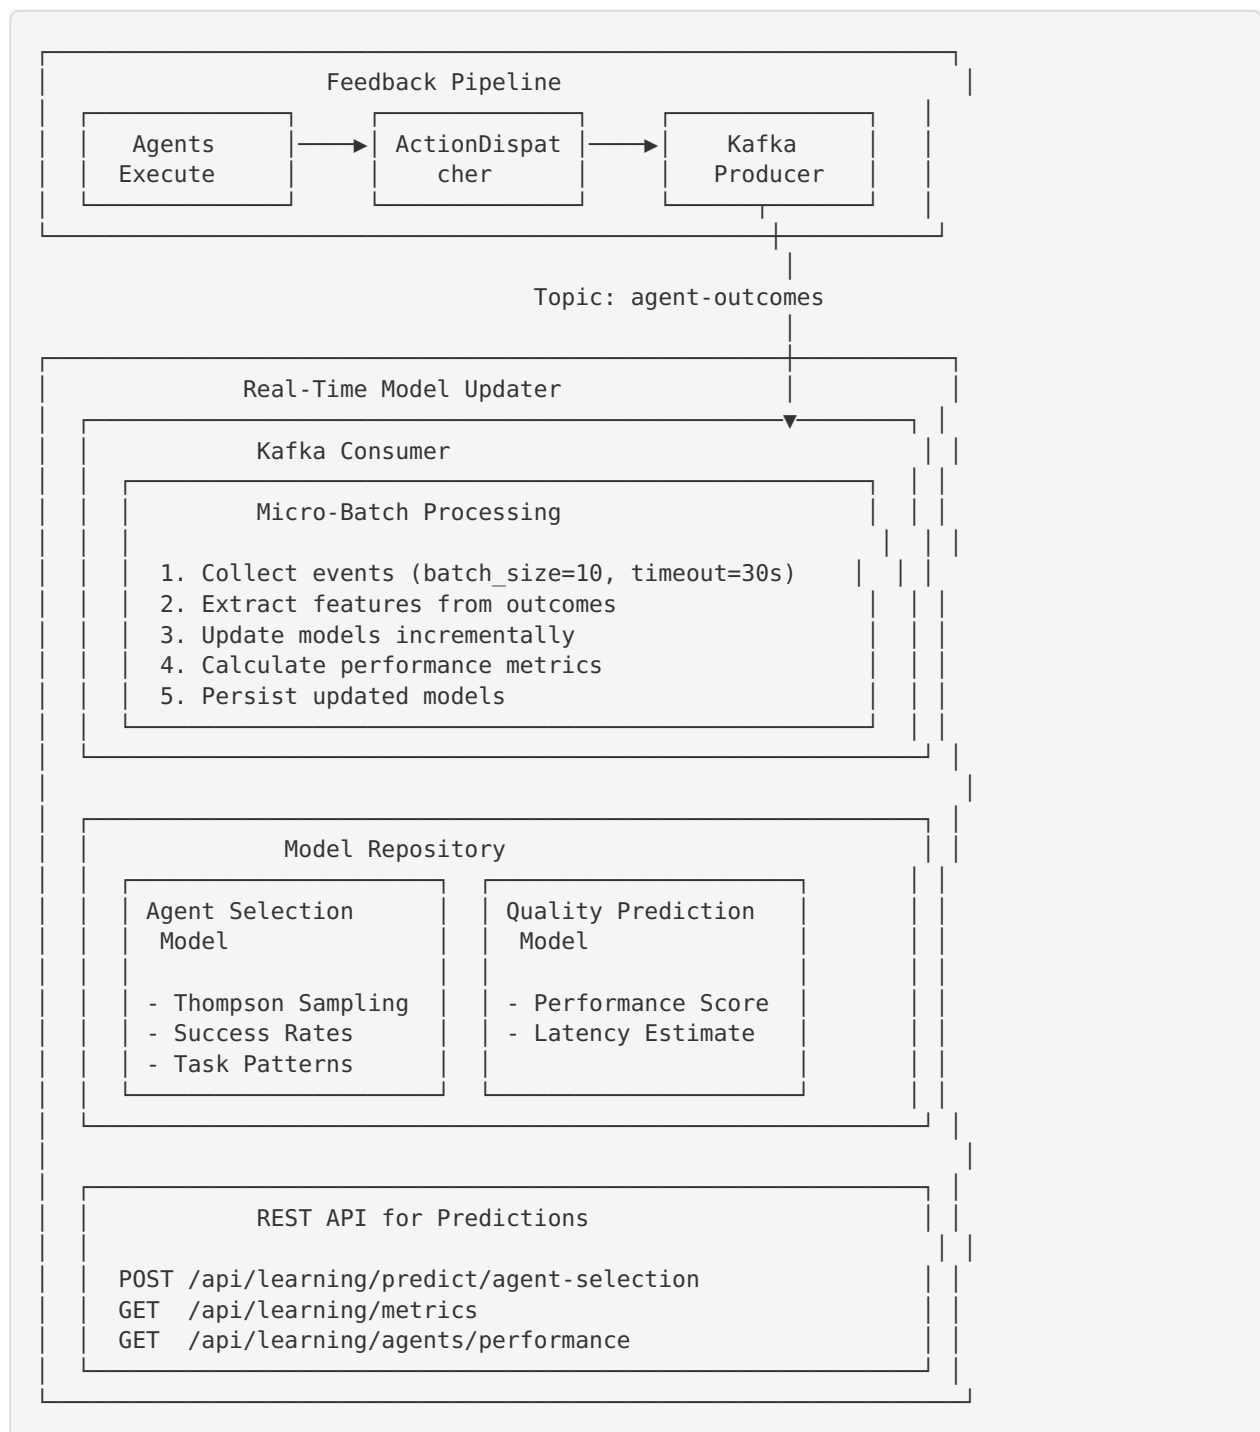 Feedback Pipeline
Agents ActionDispat Kafka
Execute cher Producer
Topic: agent-outcomes
Real-Time Model Updater
Kafka Consumer
Micro-Batch Processing
1. Collect events (batch_size=10, timeout=30s)
2. Extract features from outcomes
3. Update models incrementally
4. Calculate performance metrics
5. Persist updated models
Model Repository
Agent Selection Quality Prediction
Model Model
- Thompson Sampling - Performance Score
- Success Rates - Latency Estimate
- Task Patterns
REST API for Predictions
POST /api/learning/predict/agent-selection
GET  /api/learning/metrics
GET  /api/learning/agents/performance